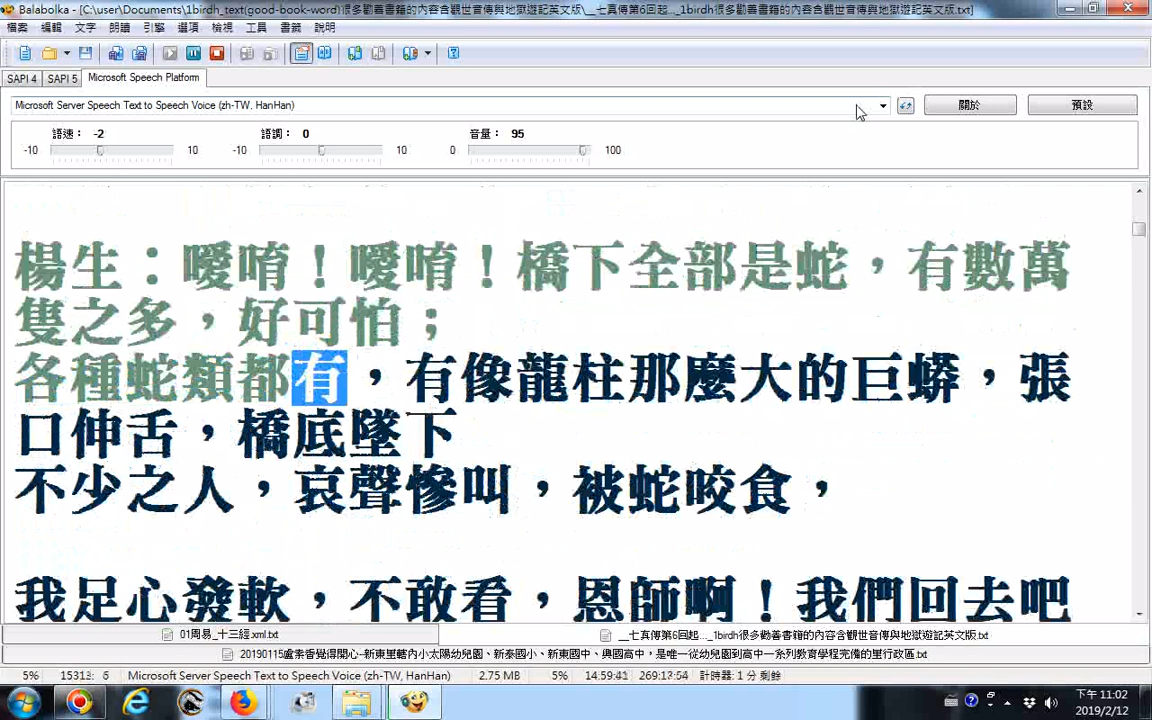 Balabolka - [C:\user\Documents\1birdh_text(good-book-word)很多勸善書籍的內容含觀世音傳與地獄遊記英文版\__七真傳第6回起..._1birdh很多勸善書籍的內容含觀世音傳與地獄遊記英文版.txt]
檔案 編輯 文字 朗讀 引擎 選項 檢視 工具 書籤 說明
SAPI 4 SAPI 5 Microsoft Speech Platform
Microsoft Server Speech Text to Speech Voice (zh-TW, HanHan) 關於 預設
語速： -2 語調： 0 音量： 95
-10 10 -10 10 0 100
楊生：噯唷！噯唷！橋下全部是蛇，有數萬
隻之多，好可怕；
各種蛇類都有，有像龍柱那麼大的巨蟒，張
口伸舌，橋底墜下
不少之人，哀聲慘叫，被蛇咬食，
我足心發軟，不敢看，恩師啊！我們回去吧
01周易_十三經.xml.txt __七真傳第6回起..._1birdh很多勸善書籍的內容含觀世音傳與地獄遊記英文版.txt
20190115盧素香覺得開心-新東里轄內小太陽幼兒園、新泰國小、新東國中、興國高中，是唯一從幼兒園到高中一系列教育學程完備的里行政區.txt
5% 15313: 6 Microsoft Server Speech Text to Speech Voice (zh-TW, HanHan) 2.75 MB 5% 14:59:41 269:13:54 計時器：1 分 剩餘
下午 11:02
2019/2/12